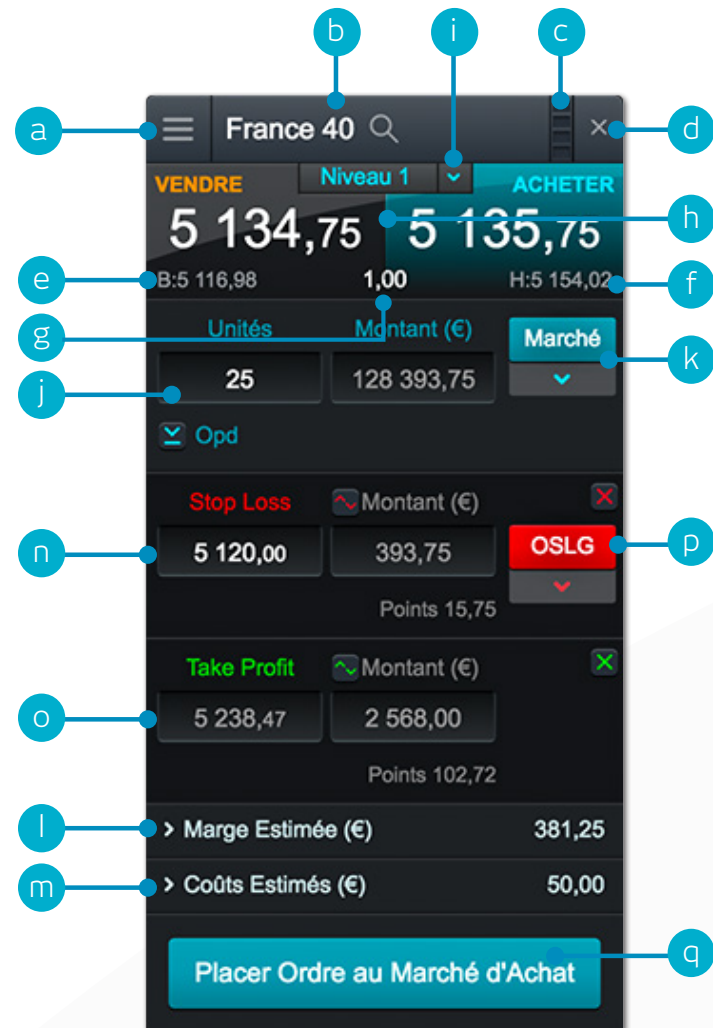 b i c
a France 40 d
VENDRE Niveau 1 ACHETER
5 134,75 5 135,75 h
e B:5 116,98 1,00 H:5 154,02 f
g Unités Montant (€) Marché k
j 25 128 393,75
Opd
Stop Loss Montant (€)
n 5 120,00 393,75 OSLG p
Points 15,75
Take Profit Montant (€)
o 5 238,47 2 568,00
Points 102,72
l Marge Estimée (€) 381,25
m Coûts Estimés (€) 50,00
Placer Ordre au Marché d'Achat q